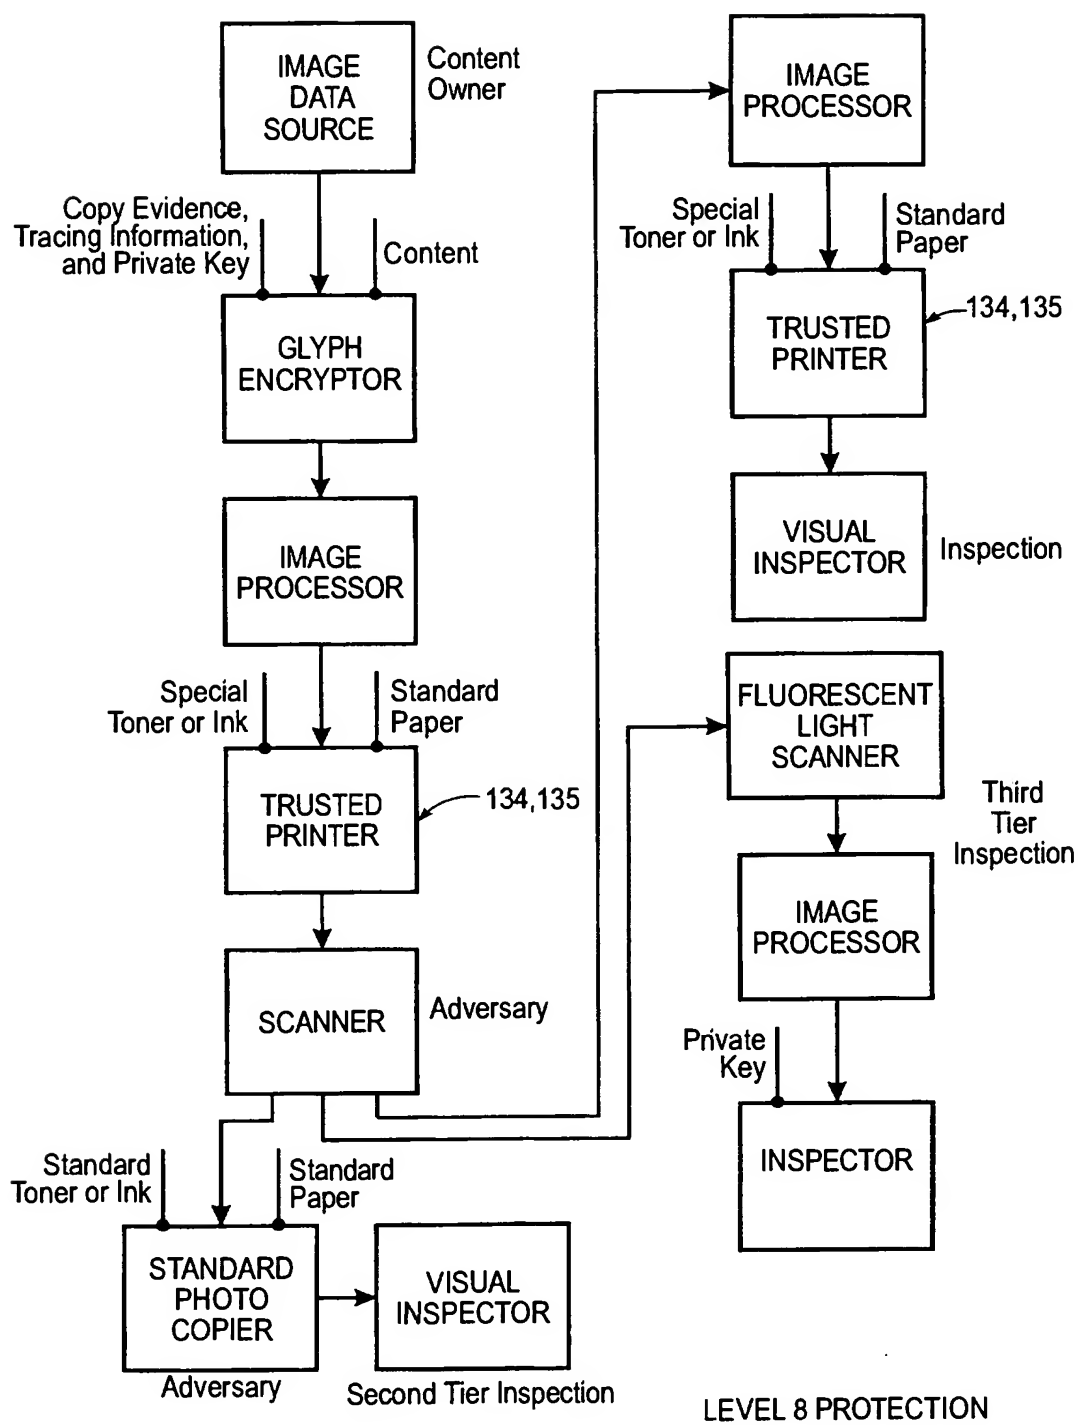 IMAGE
DATA
SOURCE
Content
Owner
Copy Evidence,
Tracing Information,
and Private Key
Content
GLYPH
ENCRYPTOR
IMAGE
PROCESSOR
Special
Toner or Ink
Standard
Paper
TRUSTED
PRINTER
134,135
SCANNER
Adversary
Standard
Toner or Ink
Standard
Paper
STANDARD
PHOTO
COPIER
Adversary
VISUAL
INSPECTOR
Second Tier Inspection
IMAGE
PROCESSOR
Special
Toner or Ink
Standard
Paper
TRUSTED
PRINTER
134,135
VISUAL
INSPECTOR
Inspection
FLUORESCENT
LIGHT
SCANNER
Third
Tier
Inspection
IMAGE
PROCESSOR
Private
Key
INSPECTOR
LEVEL 8 PROTECTION